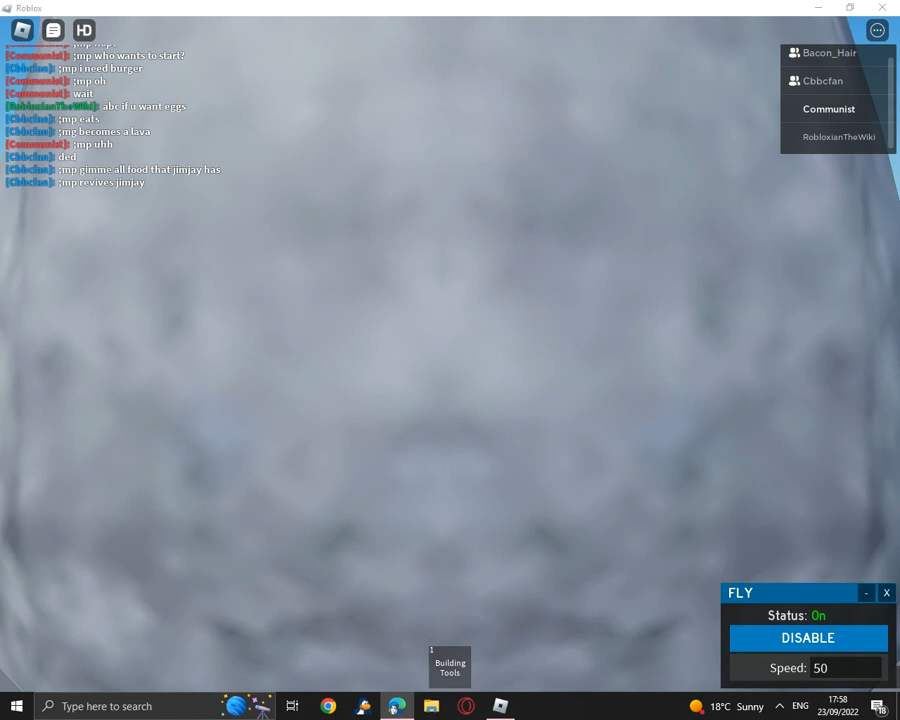 Roblox
HD
[Communist]: ;mp who wants to start?
[Cbbcfan]: ;mp i need burger
[Communist]: ;mp oh
[Communist]: wait
[RobloxianTheWiki]: abc if u want eggs
[Cbbcfan]: ;mp eats
[Cbbcfan]: ;mg becomes a lava
[Communist]: ;mp uhh
[Cbbcfan]: ded
[Cbbcfan]: ;mp gimme all food that jimjay has
[Cbbcfan]: ;mp revives jimjay
Bacon_Hair
Cbbcfan
Communist
RobloxianTheWiki
FLY - X
Status: On
DISABLE
Speed: 50
1
Building
Tools
Type here to search
18°C Sunny
ENG
17:58
23/09/2022
18